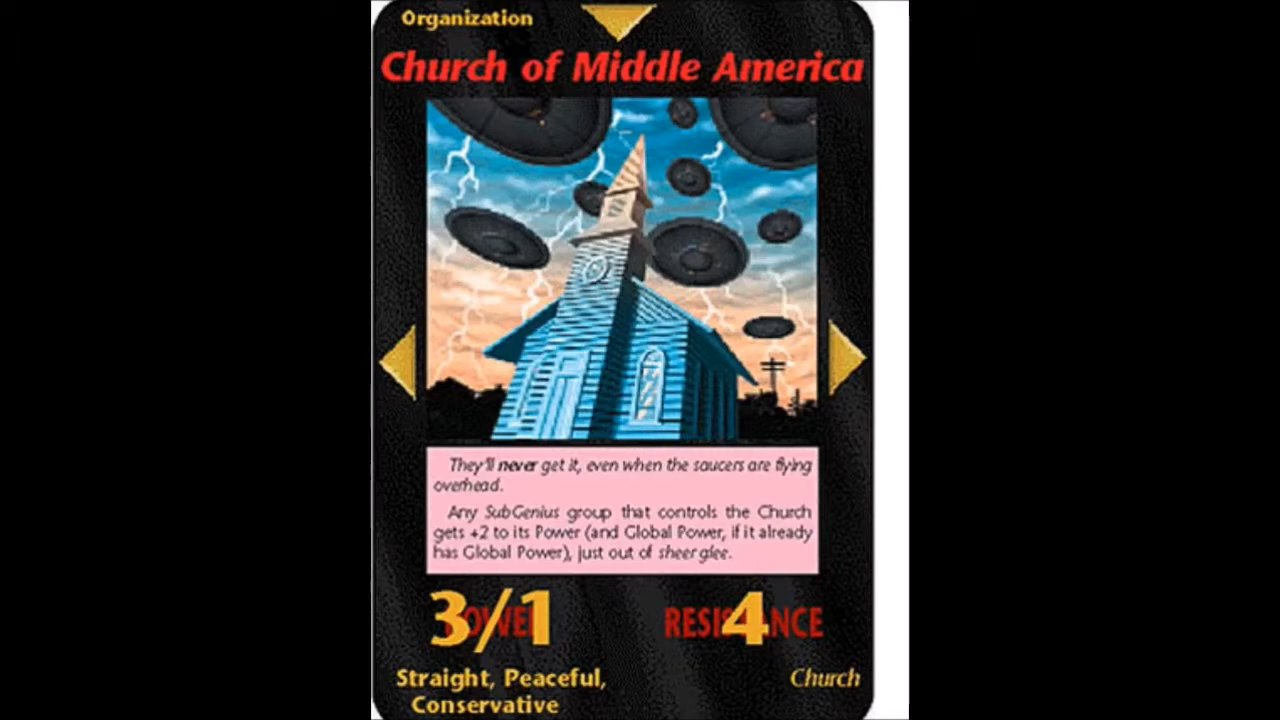 Organization
Church of Middle America
They'll never get it, even when the saucers are flying
overhead.
Any SubGenius group that controls the Church
gets +2 to its Power (and Global Power, if it already
has Global Power), just out of sheer glee.
3/1 POWER
RESISTANCE 4
Straight, Peaceful,
Conservative
Church